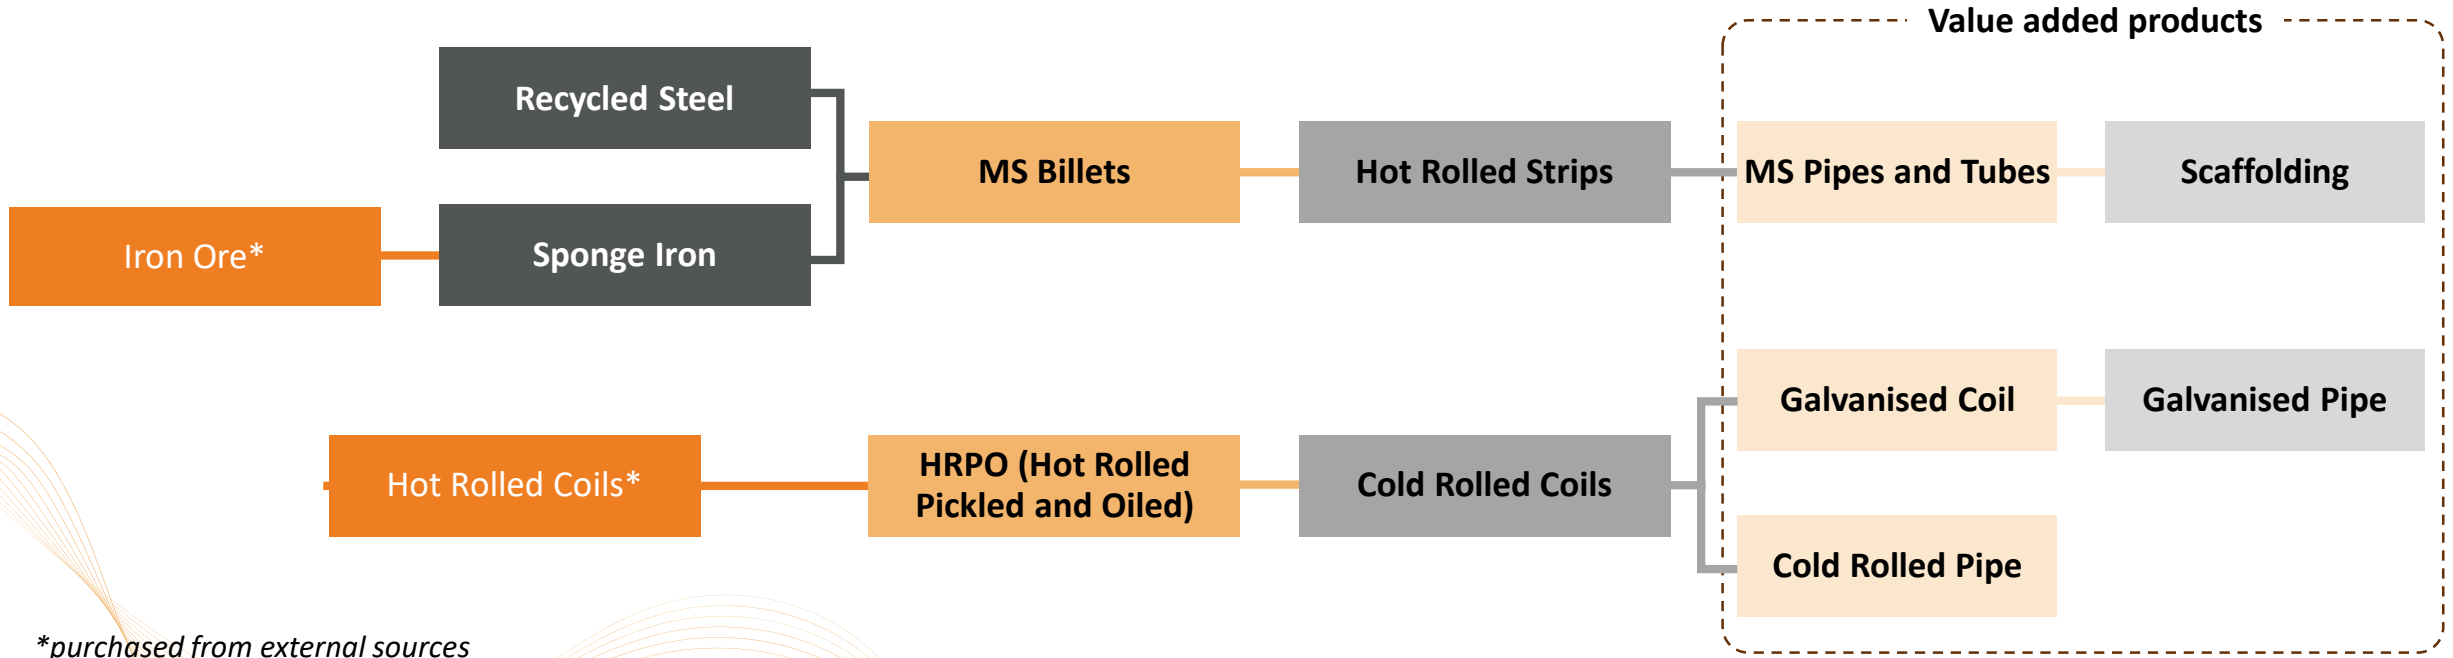 Value added products
Recycled Steel
MS Billets
Hot Rolled Strips
MS Pipes and Tubes
Scaffolding
Iron Ore*
Sponge Iron
Galvanised Coil
Galvanised Pipe
Hot Rolled Coils*
HRPO (Hot Rolled
Pickled and Oiled)
Cold Rolled Coils
Cold Rolled Pipe
*purchased from external sources